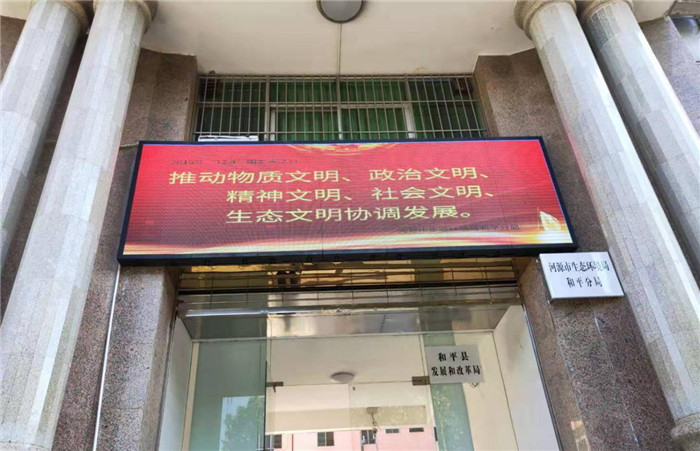 推动物质文明、政治文明、
精神文明、社会文明、
生态文明协调发展。
河源市生态环境局
和平分局
和平县
发展和改革局